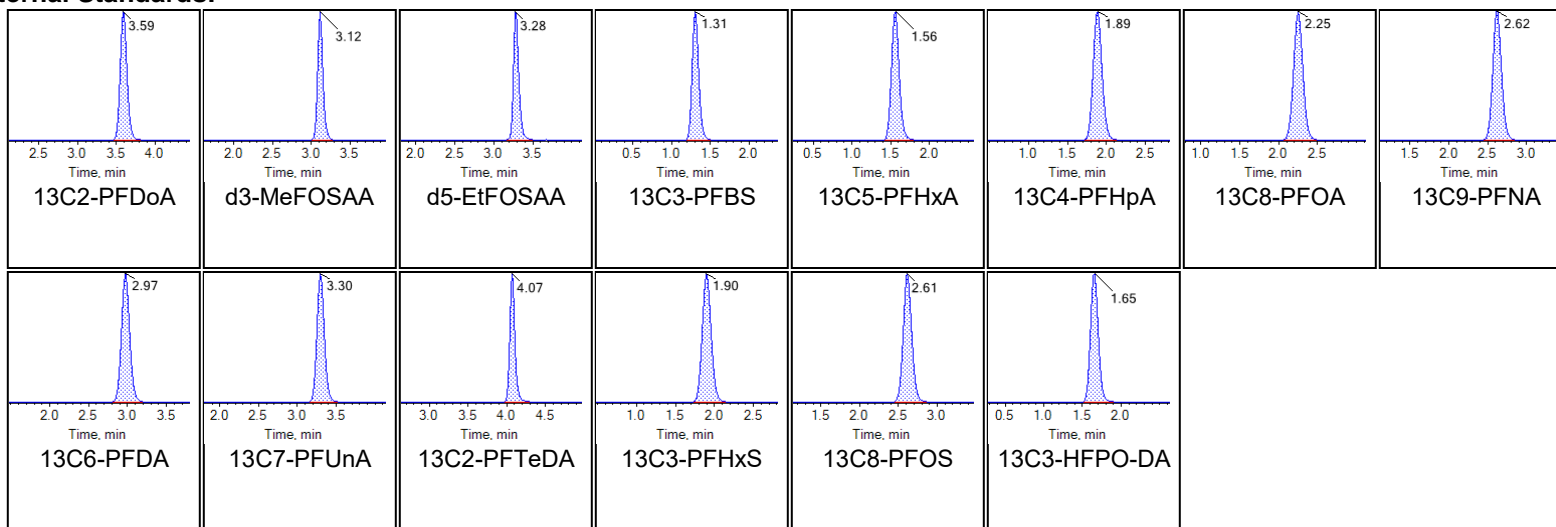 ternal Standards:
3.59
3.12
3.28
1.31
1.56
1.89
2.25
2.62
2.5 3.0 3.5 4.0
2.0 2.5 3.0 3.5
2.0 2.5 3.0 3.5
0.5 1.0 1.5 2.0
0.5 1.0 1.5 2.0
1.0 1.5 2.0 2.5
1.0 1.5 2.0 2.5
1.5 2.0 2.5 3.0
Time, min
Time, min
Time, min
Time, min
Time, min
Time, min
Time, min
Time, min
13C2-PFDoA
d3-MeFOSAA
d5-EtFOSAA
13C3-PFBS
13C5-PFHxA
13C4-PFHpA
13C8-PFOA
13C9-PFNA
2.97
3.30
4.07
1.90
2.61
1.65
2.0 2.5 3.0 3.5
2.0 2.5 3.0 3.5
3.0 3.5 4.0 4.5
1.0 1.5 2.0 2.5
1.5 2.0 2.5 3.0
0.5 1.0 1.5 2.0
Time, min
Time, min
Time, min
Time, min
Time, min
Time, min
13C6-PFDA
13C7-PFUnA
13C2-PFTeDA
13C3-PFHxS
13C8-PFOS
13C3-HFPO-DA